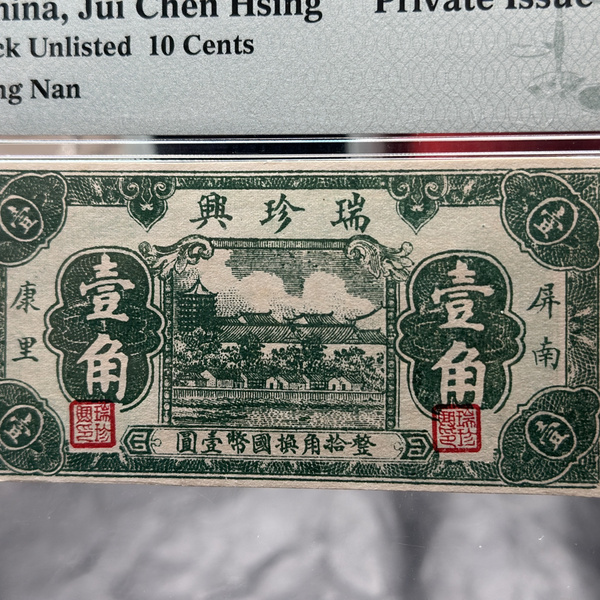 hina, Jui Chen Hsing Private Issue
ck Unlisted 10 Cents
ng Nan
瑞珍興
屏南
壹角
壹角
康里
整拾角換國幣壹圓